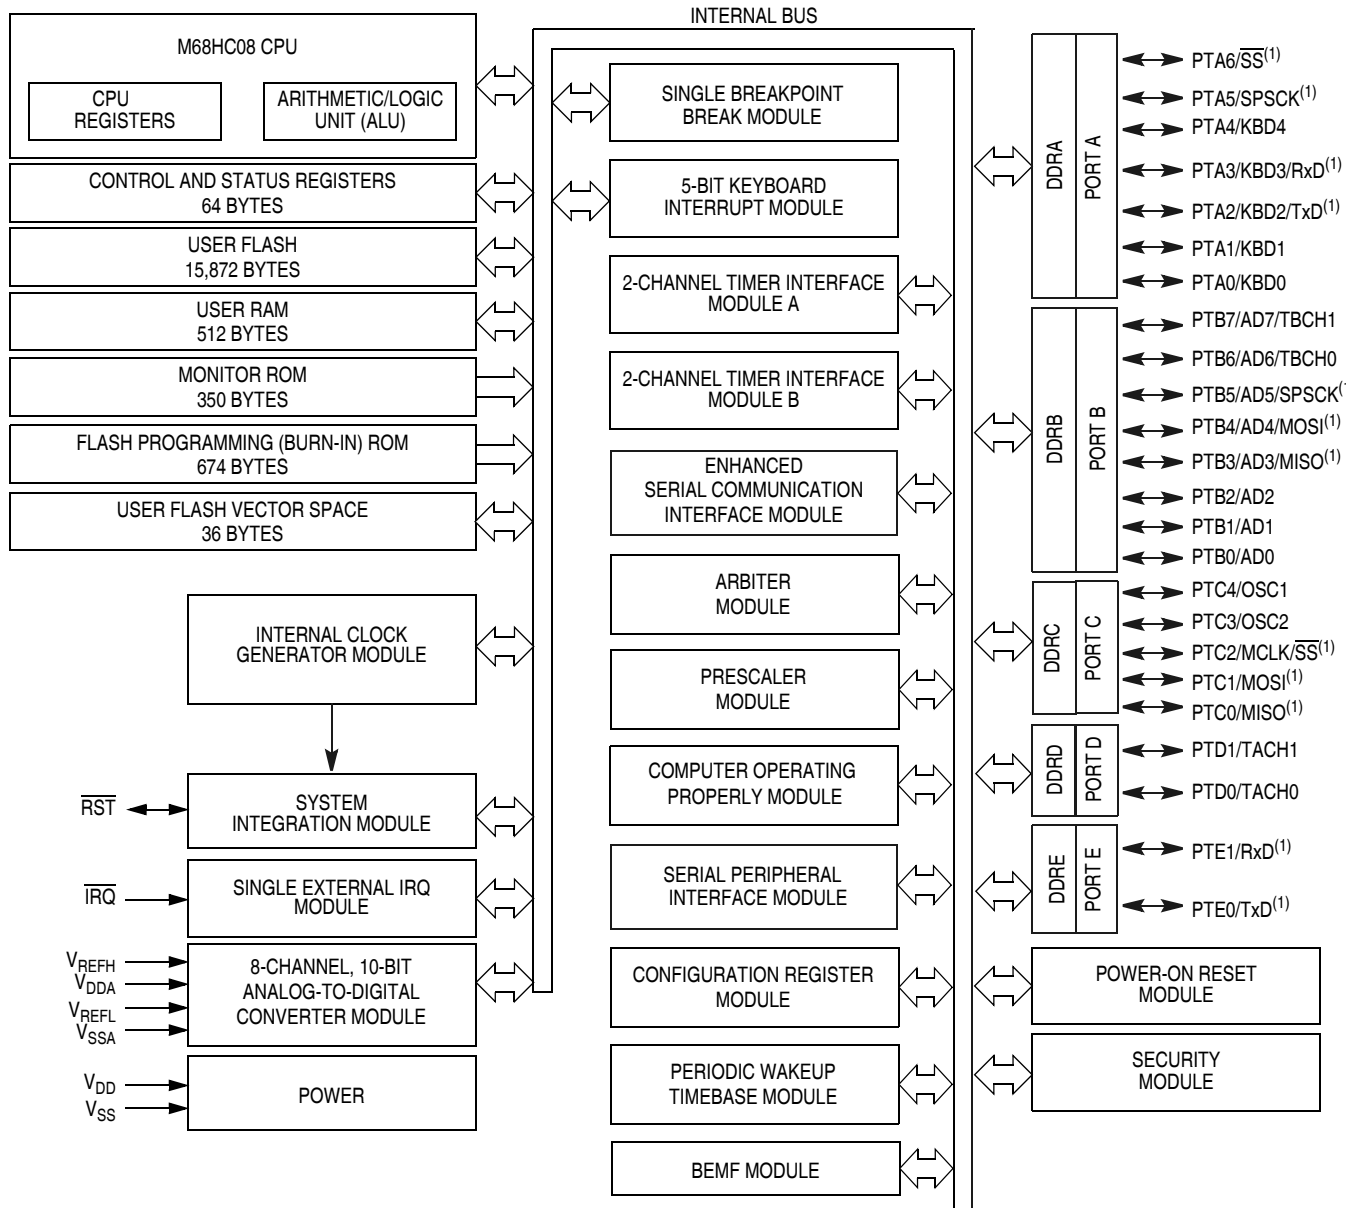 INTERNAL BUS
M68HC08 CPU
CPU
REGISTERS
ARITHMETIC/LOGIC
UNIT (ALU)
CONTROL AND STATUS REGISTERS
64 BYTES
USER FLASH
15,872 BYTES
USER RAM
512 BYTES
MONITOR ROM
350 BYTES
FLASH PROGRAMMING (BURN-IN) ROM
674 BYTES
USER FLASH VECTOR SPACE
36 BYTES
INTERNAL CLOCK
GENERATOR MODULE
R̅S̅T̅
SYSTEM
INTEGRATION MODULE
I̅R̅Q̅
SINGLE EXTERNAL IRQ
MODULE
VREFH
VDDA
VREFL
VSSA
8-CHANNEL, 10-BIT
ANALOG-TO-DIGITAL
CONVERTER MODULE
VDD
VSS
POWER
SINGLE BREAKPOINT
BREAK MODULE
5-BIT KEYBOARD
INTERRUPT MODULE
2-CHANNEL TIMER INTERFACE
MODULE A
2-CHANNEL TIMER INTERFACE
MODULE B
ENHANCED
SERIAL COMMUNICATION
INTERFACE MODULE
ARBITER
MODULE
PRESCALER
MODULE
COMPUTER OPERATING
PROPERLY MODULE
SERIAL PERIPHERAL
INTERFACE MODULE
CONFIGURATION REGISTER
MODULE
PERIODIC WAKEUP
TIMEBASE MODULE
BEMF MODULE
DDRA
PORT A
PTA6/S̅S̅(1)
PTA5/SPSCK(1)
PTA4/KBD4
PTA3/KBD3/RxD(1)
PTA2/KBD2/TxD(1)
PTA1/KBD1
PTA0/KBD0
DDRB
PORT B
PTB7/AD7/TBCH1
PTB6/AD6/TBCH0
PTB5/AD5/SPSCK(1
PTB4/AD4/MOSI(1)
PTB3/AD3/MISO(1)
PTB2/AD2
PTB1/AD1
PTB0/AD0
DDRC
PORT C
PTC4/OSC1
PTC3/OSC2
PTC2/MCLK/S̅S̅(1)
PTC1/MOSI(1)
PTC0/MISO(1)
DDRD
PORT D
PTD1/TACH1
PTD0/TACH0
DDRE
PORT E
PTE1/RxD(1)
PTE0/TxD(1)
POWER-ON RESET
MODULE
SECURITY
MODULE